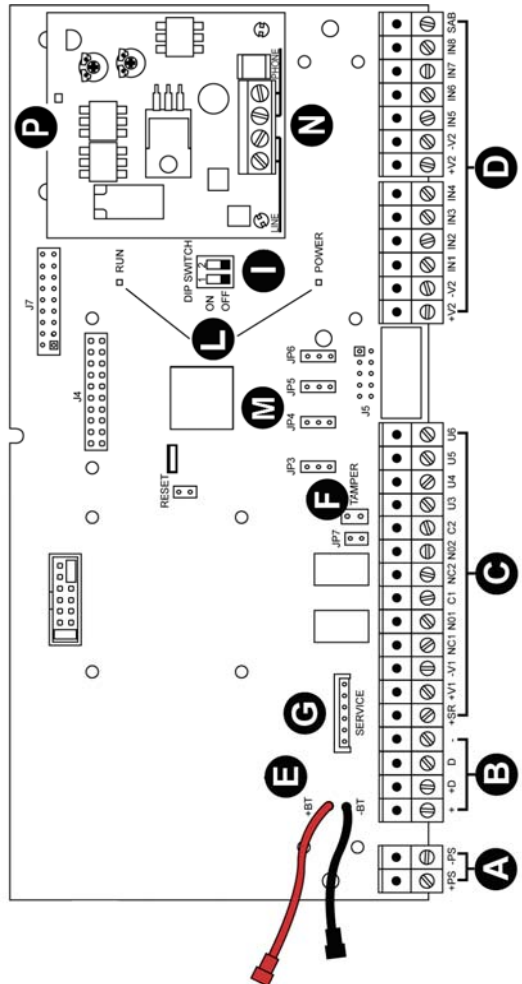 P
J7
J4
RUN
RESET
DIP SWITCH
1 2
ON
OFF
I
L
M
LINE
PHONE
N
POWER
JP3
JP4
JP5
JP6
F
TAMPER
JP7
J5
G
SERVICE
E
+BT
-BT
+PS -PS
+ +D D -
+SR +V1 -V1 NC1 N01 C1 NC2 N02 C2 U3 U4 U5 U6
+V2 -V2 IN1 IN2 IN3 IN4 +V2 -V2 IN5 IN6 IN7 IN8 SAB
A
B
C
D